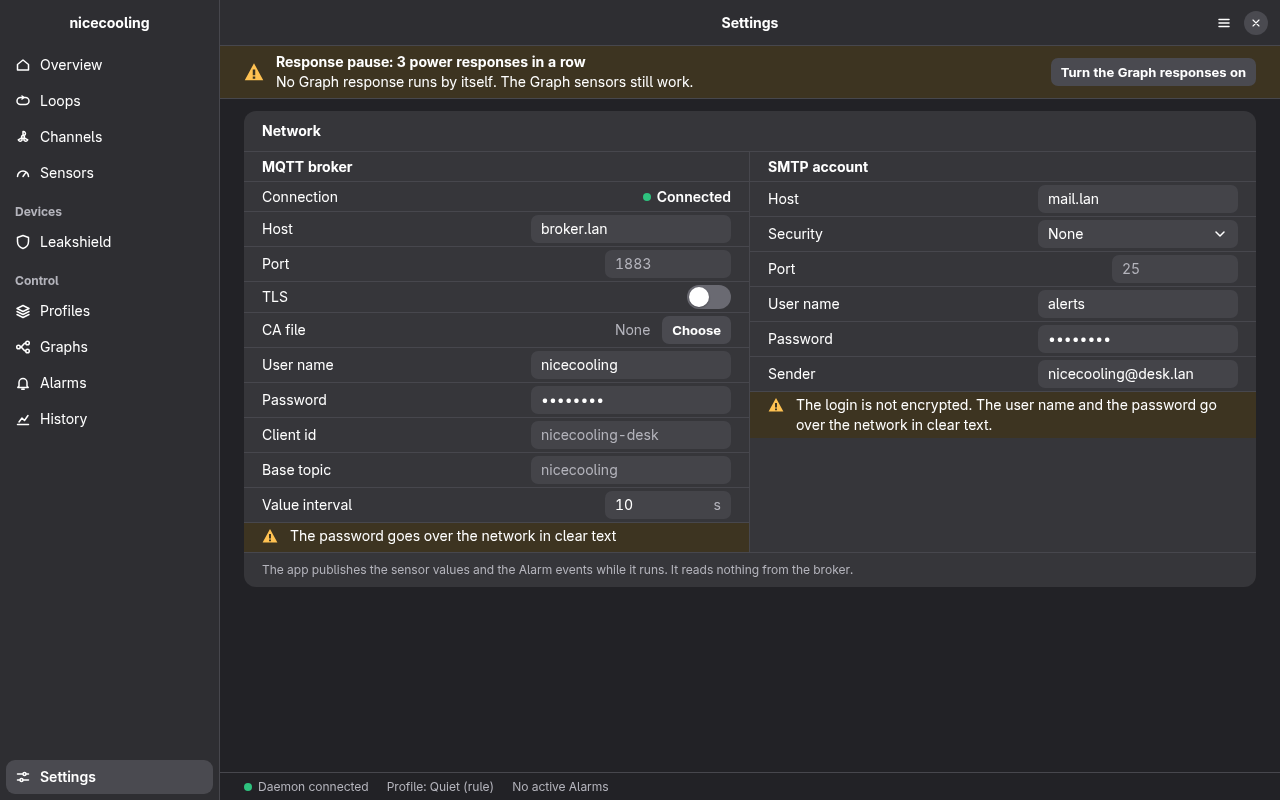 nicecooling
Settings
Overview
Loops
Channels
Sensors
Devices
Leakshield
Control
Profiles
Graphs
Alarms
History
Settings
Response pause: 3 power responses in a row
No Graph response runs by itself. The Graph sensors still work.
Turn the Graph responses on
Network
MQTT broker
Connection Connected
Host broker.lan
Port 1883
TLS
CA file None Choose
User name nicecooling
Password ••••••••
Client id nicecooling-desk
Base topic nicecooling
Value interval 10 s
The password goes over the network in clear text
SMTP account
Host mail.lan
Security None
Port 25
User name alerts
Password ••••••••
Sender nicecooling@desk.lan
The login is not encrypted. The user name and the password go
over the network in clear text.
The app publishes the sensor values and the Alarm events while it runs. It reads nothing from the broker.
Daemon connected Profile: Quiet (rule) No active Alarms